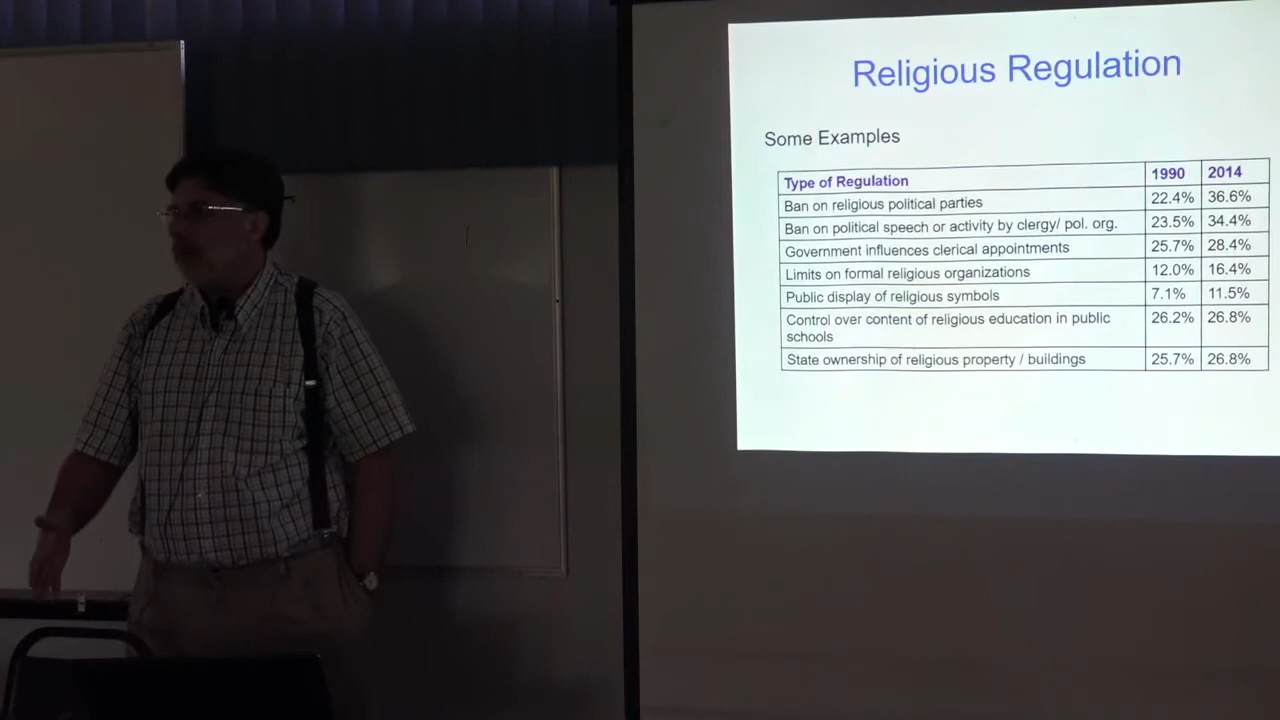 Religious Regulation
Some Examples
Type of Regulation 1990 2014
Ban on religious political parties 22.4% 36.6%
Ban on political speech or activity by clergy/ pol. org. 23.5% 34.4%
Government influences clerical appointments 25.7% 28.4%
Limits on formal religious organizations 12.0% 16.4%
Public display of religious symbols 7.1% 11.5%
Control over content of religious education in public 26.2% 26.8%
schools
State ownership of religious property / buildings 25.7% 26.8%